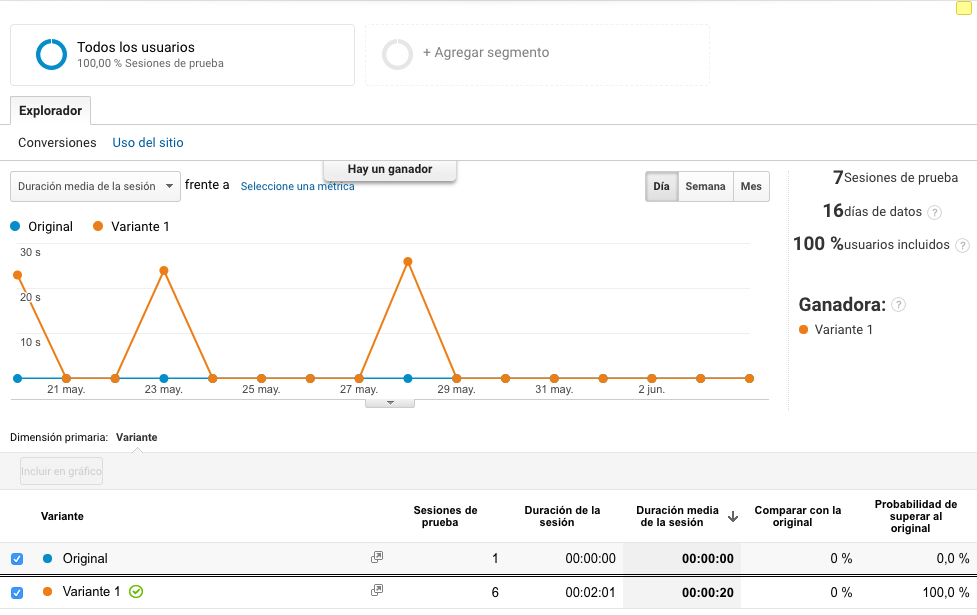 Todos los usuarios
100,00 % Sesiones de prueba
+ Agregar segmento
Explorador
Conversiones Uso del sitio
Hay un ganador
Duración media de la sesión frente a Seleccione una métrica
Día Semana Mes
7 Sesiones de prueba
16 días de datos ?
100 % usuarios incluidos ?
Ganadora: ?
Variante 1
Original Variante 1
30 s
20 s
10 s
21 may. 23 may. 25 may. 27 may. 29 may. 31 may. 2 jun.
Dimensión primaria: Variante
Incluir en gráfico
Variante
Sesiones de
prueba
Duración de la
sesión
Duración media
de la sesión
Comparar con la
original
Probabilidad de
superar al
original
Original 1 00:00:00 00:00:00 0 % 0,0 %
Variante 1 6 00:02:01 00:00:20 0 % 100,0 %